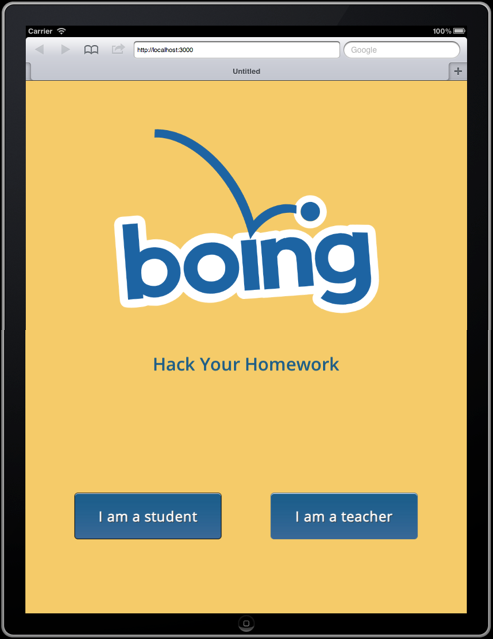 Carrier
100%
http://localhost:3000
Google
Untitled
boing
Hack Your Homework
I am a student
I am a teacher